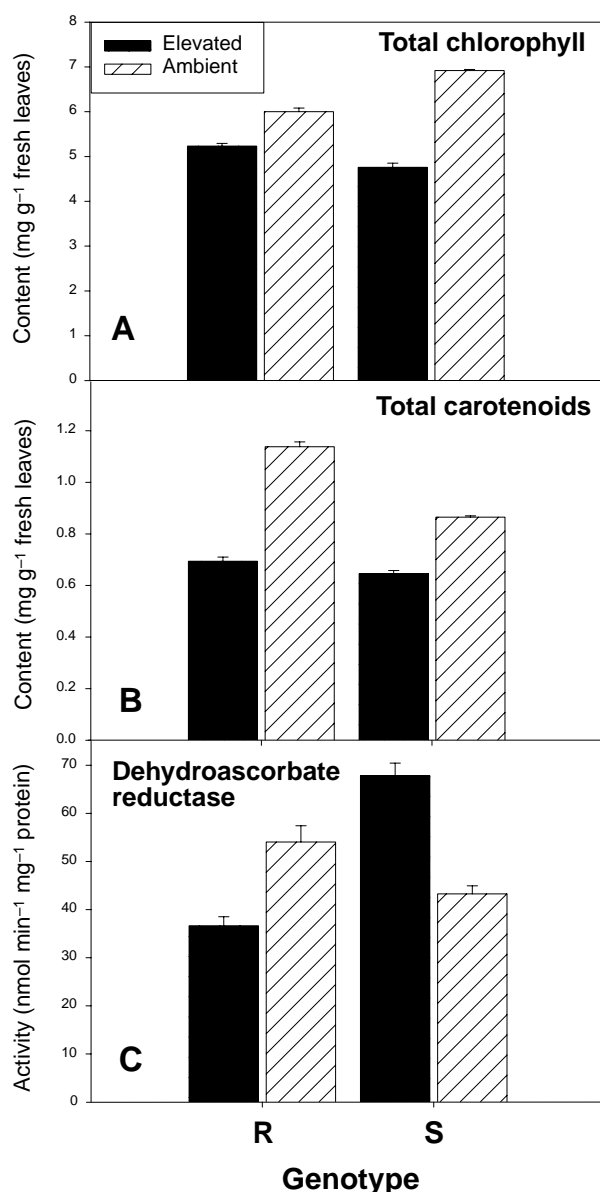 8
7
6
5
4
3
2
1
0
Content (mg g⁻¹ fresh leaves)
Elevated
Ambient
Total chlorophyll
A
1.2
1.0
0.8
0.6
0.4
0.2
0.0
Content (mg g⁻¹ fresh leaves)
Total carotenoids
B
70
60
50
40
30
20
10
0
Activity (nmol min⁻¹ mg⁻¹ protein)
Dehydroascorbate
reductase
C
R S
Genotype